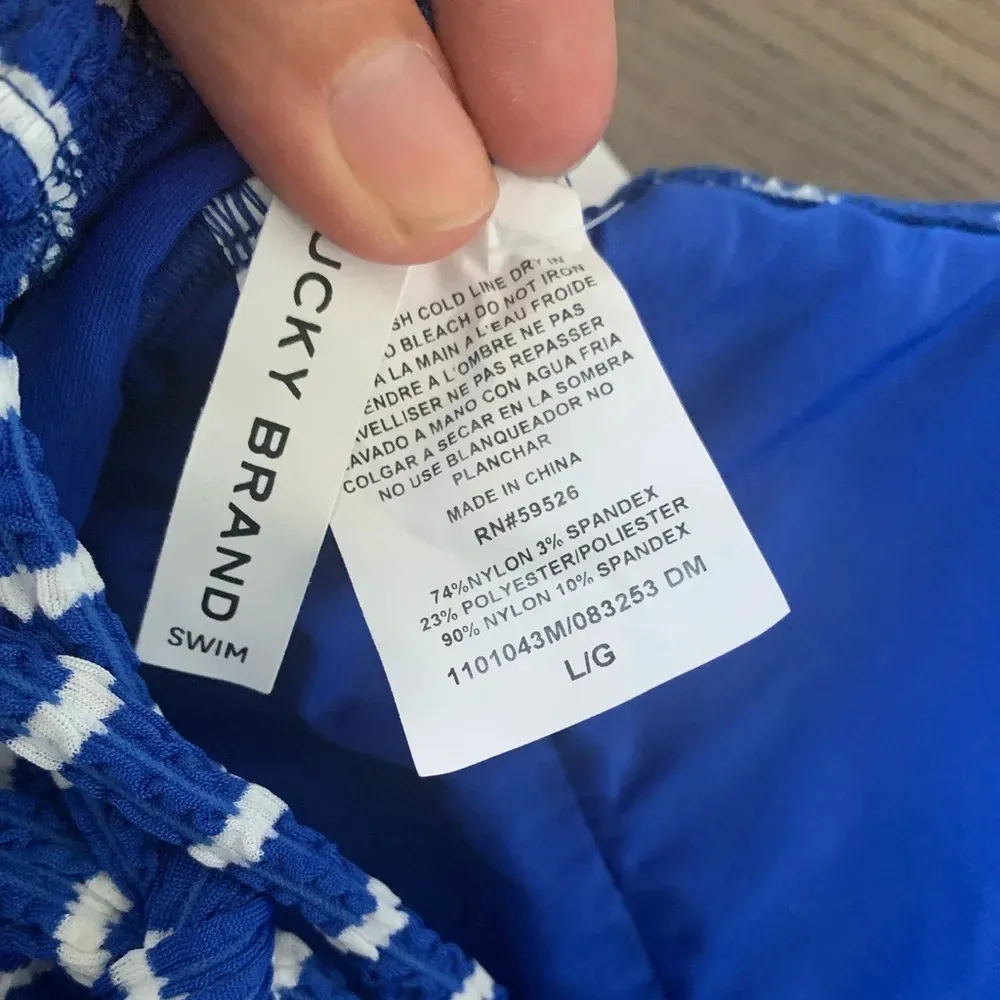 UCKY BRAND
SWIM
SH COLD LINE DRY IN
O BLEACH DO NOT IRON
A LA MAIN A L'EAU FROIDE
ENDRE A L'OMBRE NE PAS
AVELLISER NE PAS REPASSER
AVADO A MANO CON AGUA FRIA
COLGAR A SECAR EN LA SOMBRA
NO USE BLANQUEADOR NO
PLANCHAR
MADE IN CHINA
RN#59526
74%NYLON 3% SPANDEX
23% POLYESTER/POLIESTER
90% NYLON 10% SPANDEX
1101043M/083253 DM
L/G